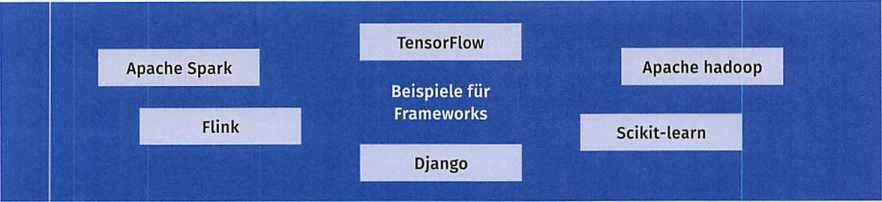 TensorFlow
Apache Spark
Apache hadoop
Beispiele für
Frameworks
Flink
Scikit-learn
Django